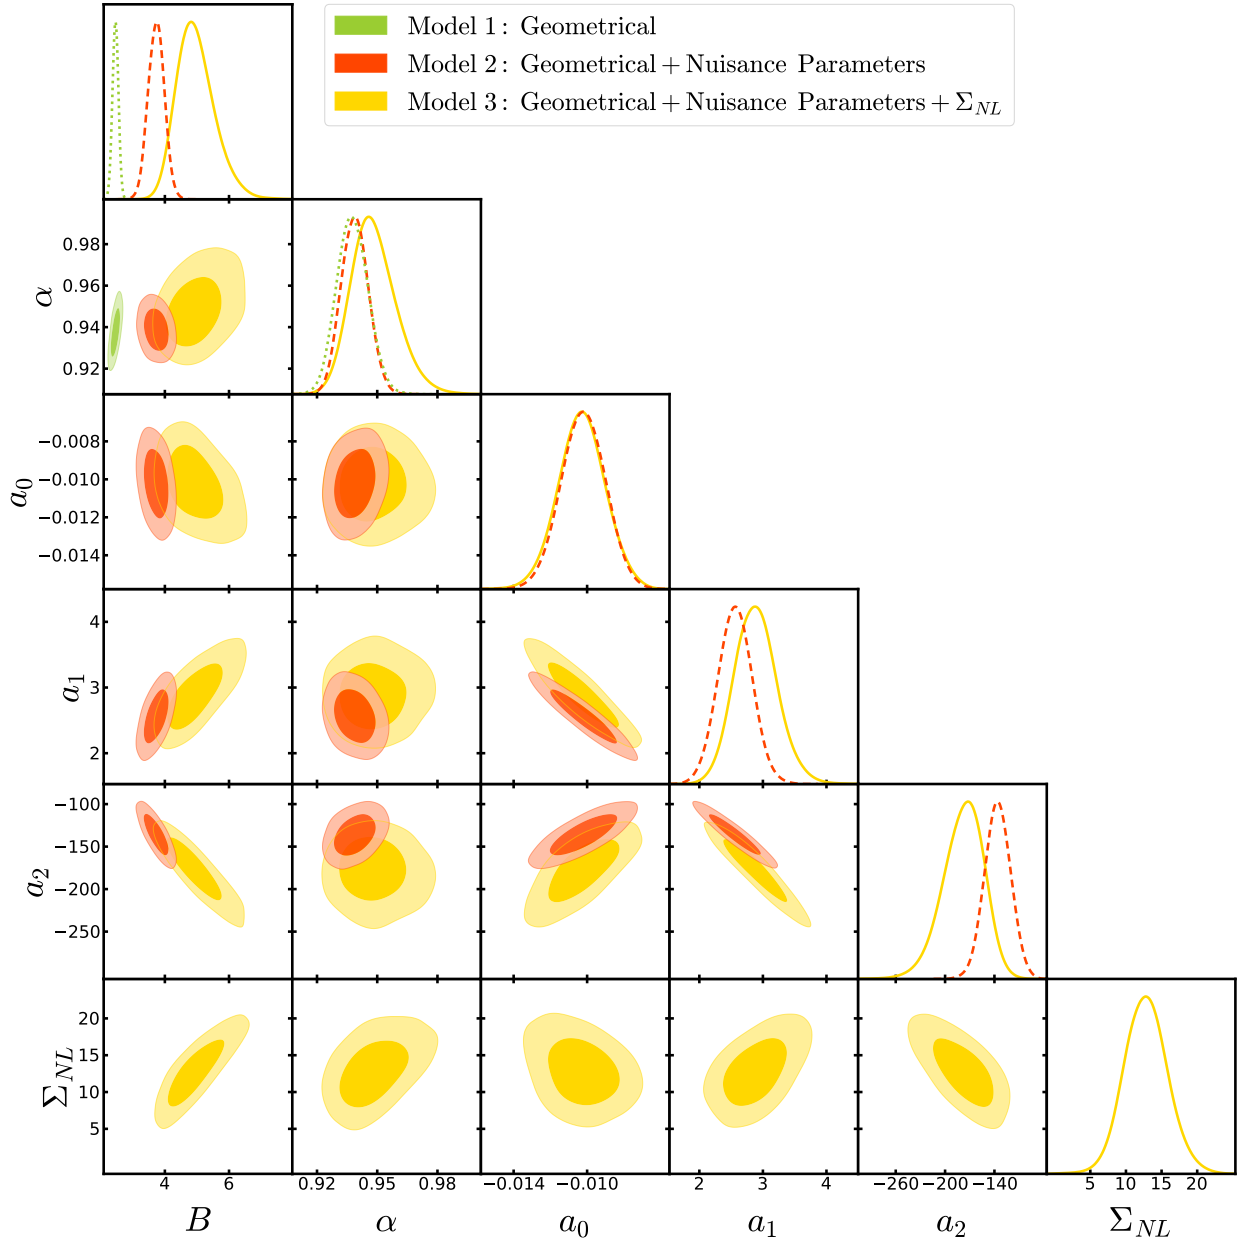 Model 1: Geometrical
Model 2: Geometrical + Nuisance Parameters
Model 3: Geometrical + Nuisance Parameters + Σ_NL
α
0.98
0.96
0.94
0.92
a_0
−0.008
−0.010
−0.012
−0.014
a_1
4
3
2
a_2
−100
−150
−200
−250
Σ_NL
20
15
10
5
4 6 0.92 0.95 0.98 −0.014 −0.010 2 3 4 −260 −200 −140 5 10 15 20
B α a_0 a_1 a_2 Σ_NL